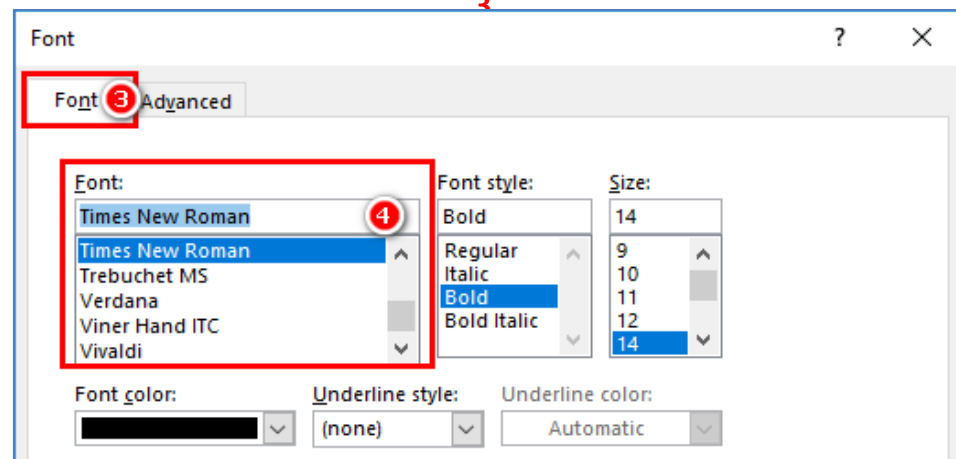 3
Font ? ×
Font 3 Advanced
Font: Font style: Size:
Times New Roman 4 Bold 14
Times New Roman Regular 9
Trebuchet MS Italic 10
Verdana Bold 11
Viner Hand ITC Bold Italic 12
Vivaldi 14
Font color: Underline style: Underline color:
(none) Automatic